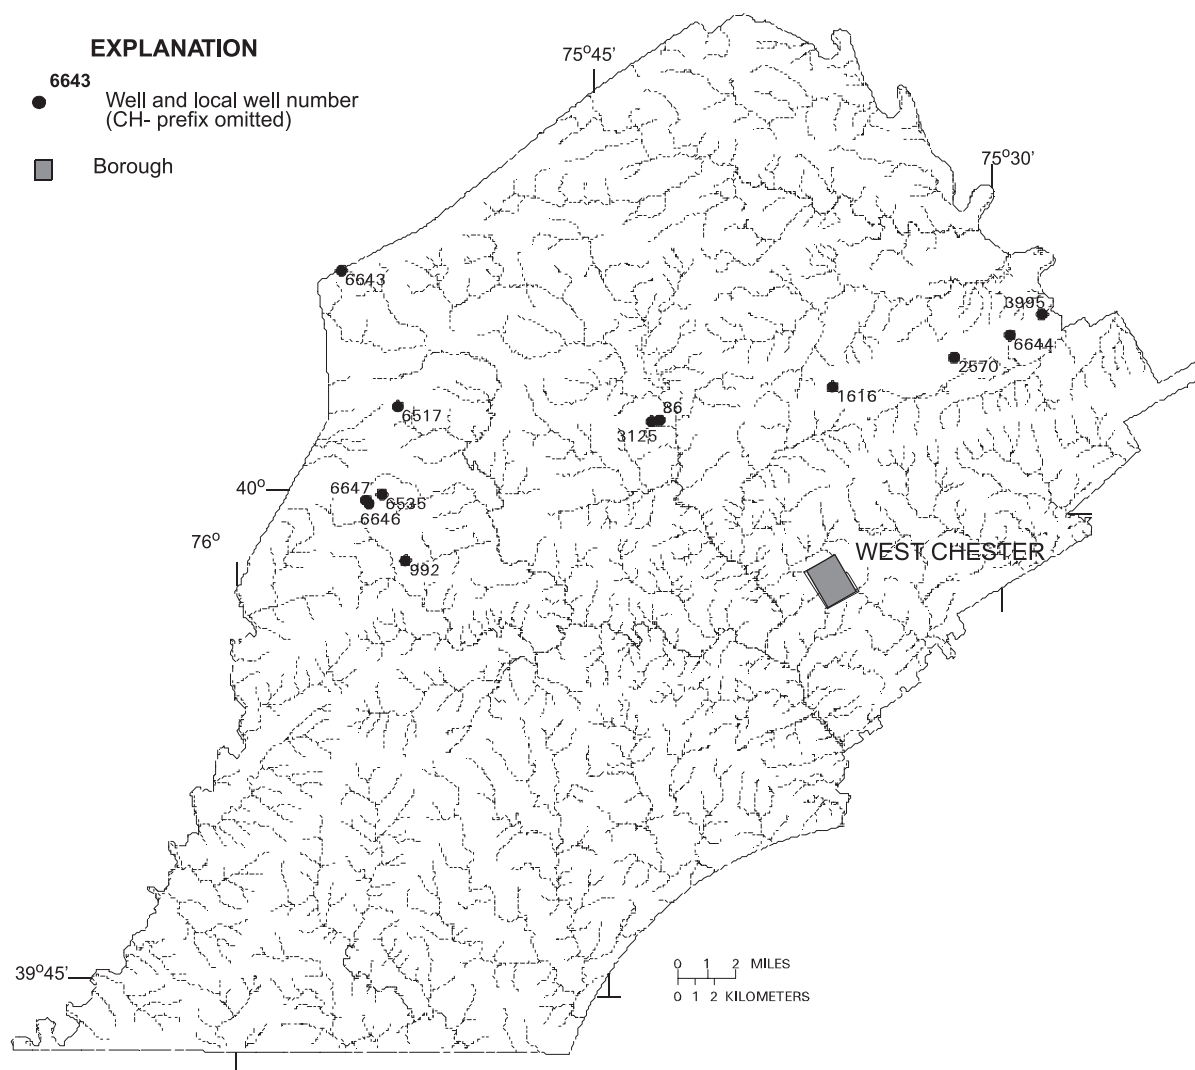 EXPLANATION
6643
Well and local well number
(CH- prefix omitted)
Borough
75°45'
75°30'
6643
3995
6644
2570
1616
6517
86
3125
40°
6647
6535
6646
76°
992
WEST CHESTER
39°45'
0 1 2 MILES
0 1 2 KILOMETERS